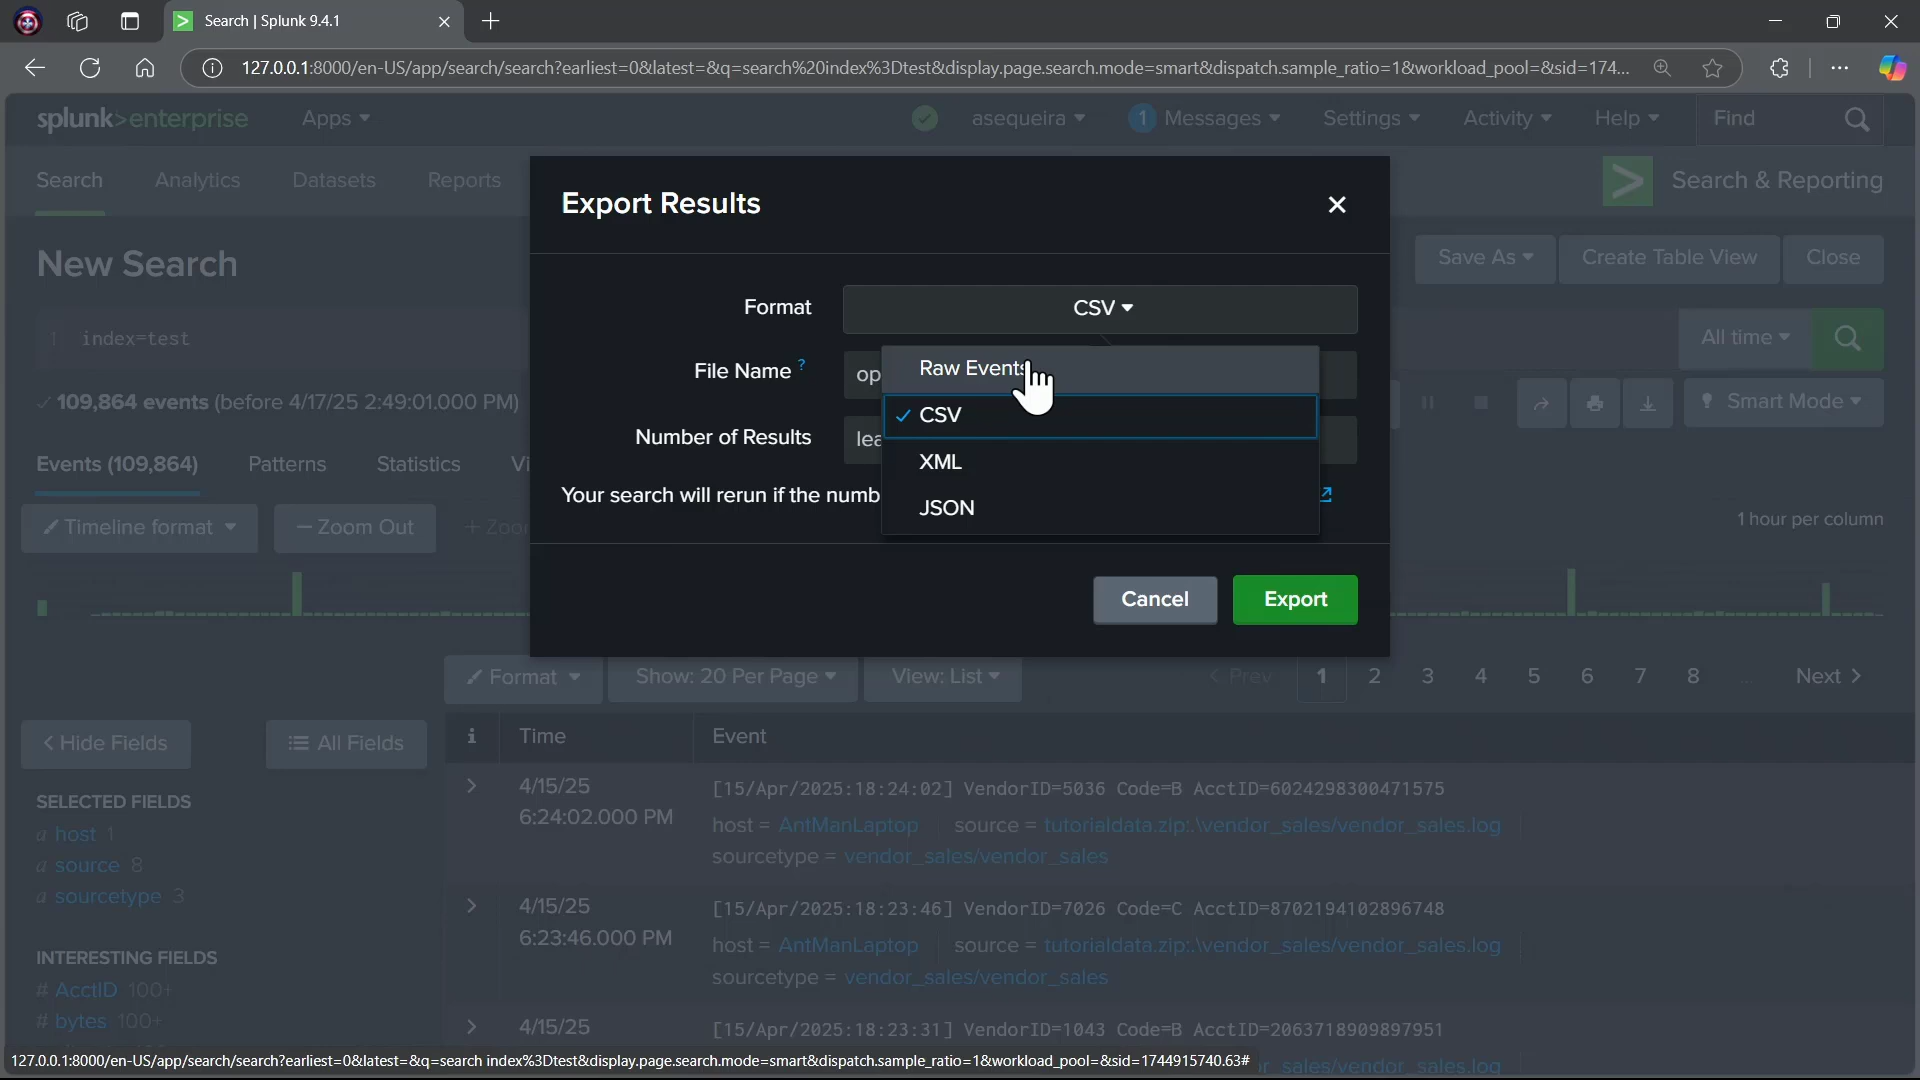 Search | Splunk 9.4.1
127.0.0.1:8000/en-US/app/search/search?earliest=0&latest=&q=search%20index%3Dtest&display.page.search.mode=smart&dispatch.sample_ratio=1&workload_pool=&sid=174...
splunk>enterprise Apps asequeira 1 Messages Settings Activity Help Find
Search Analytics Datasets Reports Search & Reporting
Export Results
New Search Save As Create Table View Close
Format CSV
1 index=test All time
Raw Events
File Name ? op
109,864 events (before 4/17/25 2:49:01.000 PM) Smart Mode
CSV
Number of Results lea
Events (109,864) Patterns Statistics Vi
XML
Your search will rerun if the numb
JSON
Timeline format Zoom Out + Zoo 1 hour per column
Cancel Export
Format Show: 20 Per Page View: List < Prev 1 2 3 4 5 6 7 8 ... Next >
< Hide Fields All Fields i Time Event
SELECTED FIELDS
a host 1
a source 8
a sourcetype 3
INTERESTING FIELDS
# AcctID 100+
# bytes 100+
> 4/15/25 6:24:02.000 PM [15/Apr/2025:18:24:02] VendorID=5036 Code=B AcctID=6024298300471575
host = AntManLaptop source = tutorialdata.zip:.\vendor_sales/vendor_sales.log
sourcetype = vendor_sales/vendor_sales
> 4/15/25 6:23:46.000 PM [15/Apr/2025:18:23:46] VendorID=7026 Code=C AcctID=8702194102896748
host = AntManLaptop source = tutorialdata.zip:.\vendor_sales/vendor_sales.log
sourcetype = vendor_sales/vendor_sales
> 4/15/25 [15/Apr/2025:18:23:31] VendorID=1043 Code=B AcctID=2063718909897951
127.0.0.1:8000/en-US/app/search/search?earliest=0&latest=&q=search index%3Dtest&display.page.search.mode=smart&dispatch.sample_ratio=1&workload_pool=&sid=1744915740.63#
r_sales/vendor_sales.log